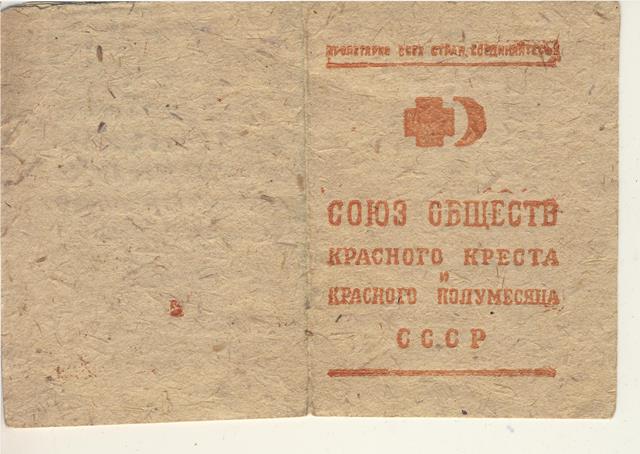 ПРОЛЕТАРИИ ВСЕХ СТРАН, СОЕДИНЯЙТЕСЬ!
СОЮЗ ОБЩЕСТВ
КРАСНОГО КРЕСТА
И
КРАСНОГО ПОЛУМЕСЯЦА
СССР